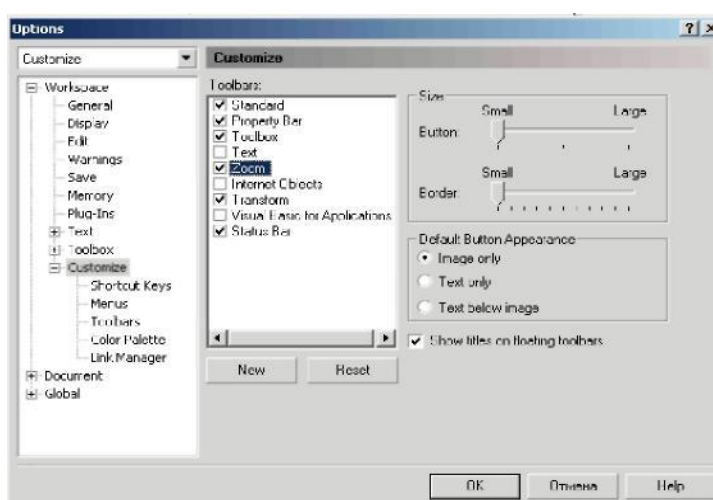 Options
Customize
Workspace
General
Display
Edit
Warnings
Save
Memory
Plug-Ins
Text
Toolbox
Customize
Shortcut Keys
Menus
Toolbars
Color Palette
Link Manager
Document
Global
Customize
Toolbars:
Standard
Property Bar
Toolbox
Text
Zoom
Internet Objects
Transform
Visual Basic for Applications
Status Bar
New Reset
Size
Small Large
Button:
Small Large
Border:
Default Button Appearance
Image only
Text only
Text below image
Show titles on floating toolbars
OK Отмена Help